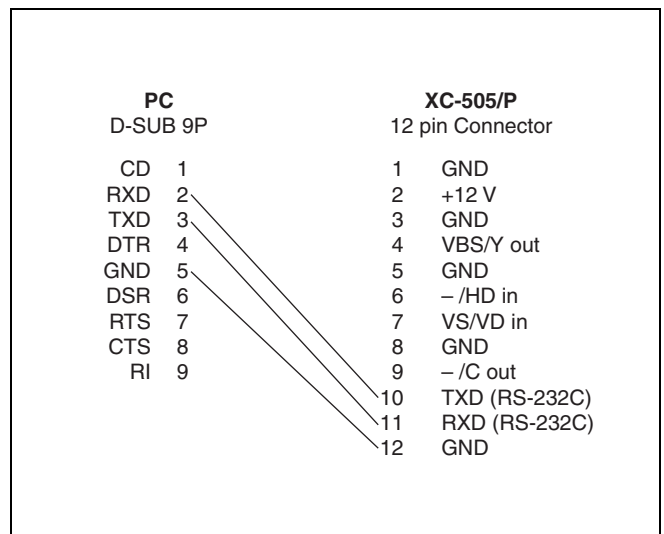 PC XC-505/P
D-SUB 9P 12 pin Connector
CD 1 1 GND
RXD 2 2 +12 V
TXD 3 3 GND
DTR 4 4 VBS/Y out
GND 5 5 GND
DSR 6 6 – /HD in
RTS 7 7 VS/VD in
CTS 8 8 GND
RI 9 9 – /C out
10 TXD (RS-232C)
11 RXD (RS-232C)
12 GND